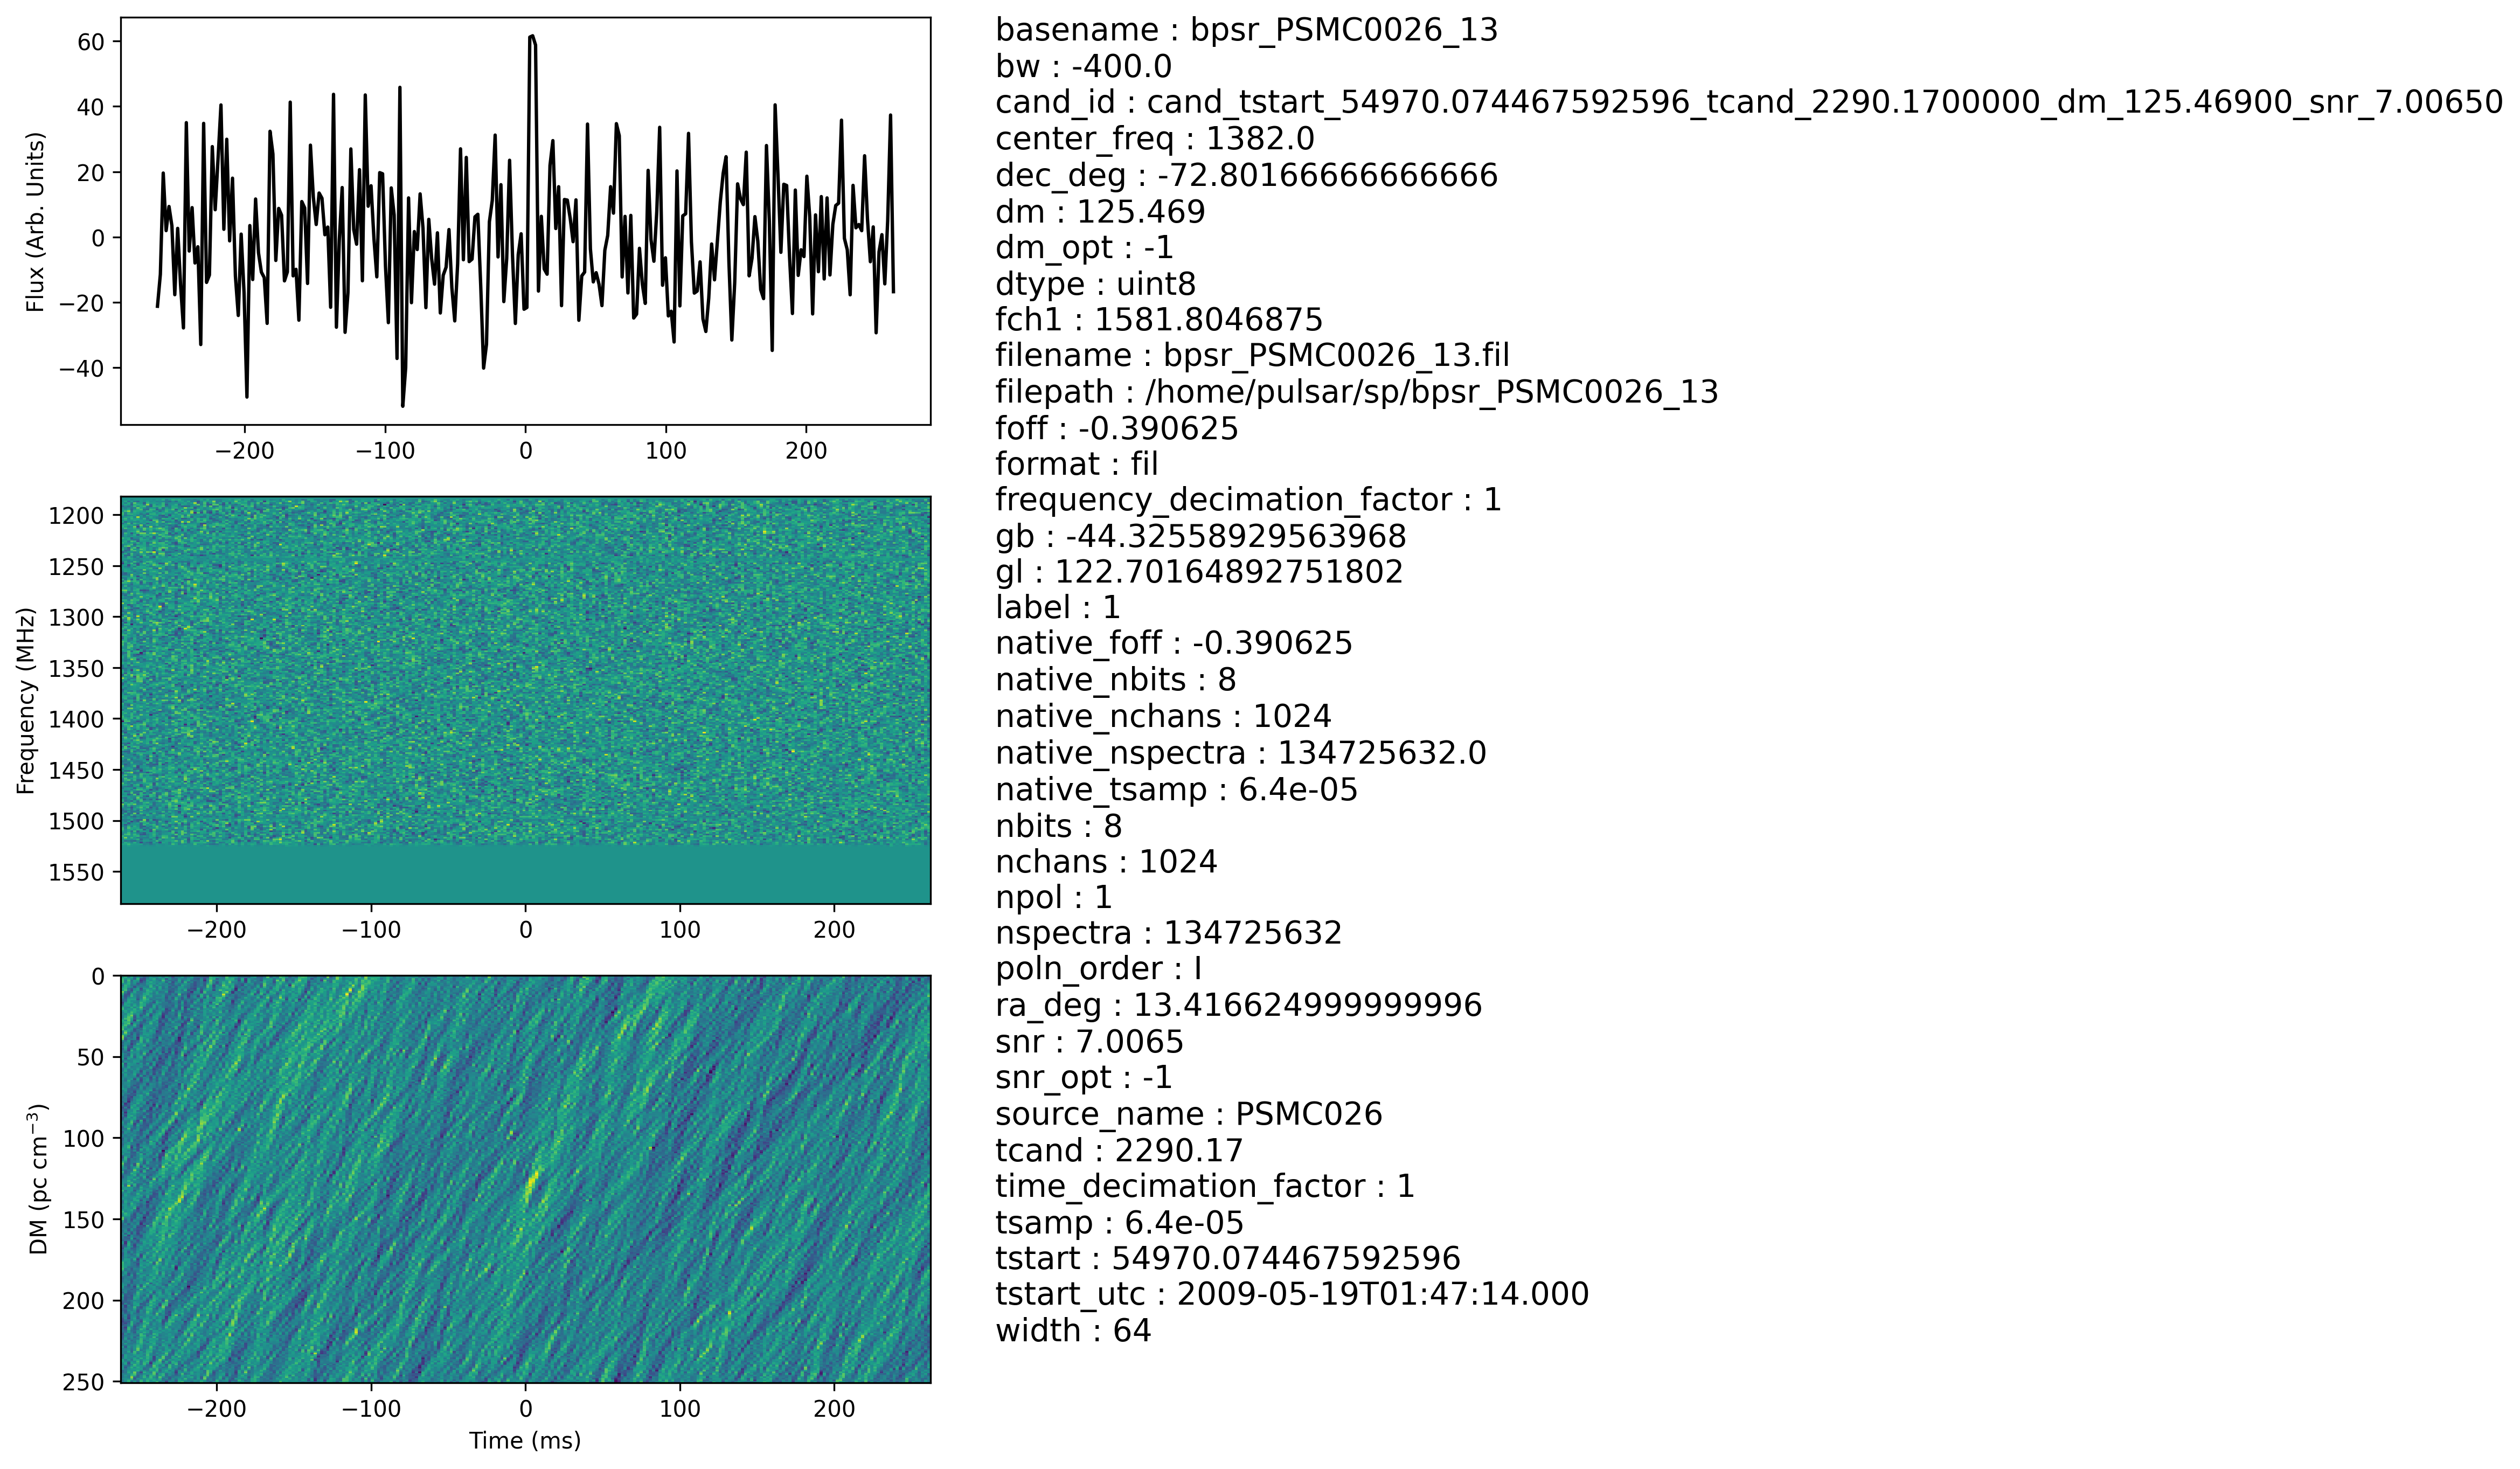 60
40
20
0
−20
−40
Flux (Arb. Units)
−200 −100 0 100 200
1200
1250
1300
1350
1400
1450
1500
1550
Frequency (MHz)
−200 −100 0 100 200
0
50
100
150
200
250
DM (pc cm⁻³)
−200 −100 0 100 200
Time (ms)
basename : bpsr_PSMC0026_13
bw : -400.0
cand_id : cand_tstart_54970.074467592596_tcand_2290.1700000_dm_125.46900_snr_7.00650
center_freq : 1382.0
dec_deg : -72.80166666666666
dm : 125.469
dm_opt : -1
dtype : uint8
fch1 : 1581.8046875
filename : bpsr_PSMC0026_13.fil
filepath : /home/pulsar/sp/bpsr_PSMC0026_13
foff : -0.390625
format : fil
frequency_decimation_factor : 1
gb : -44.32558929563968
gl : 122.70164892751802
label : 1
native_foff : -0.390625
native_nbits : 8
native_nchans : 1024
native_nspectra : 134725632.0
native_tsamp : 6.4e-05
nbits : 8
nchans : 1024
npol : 1
nspectra : 134725632
poln_order : I
ra_deg : 13.416624999999996
snr : 7.0065
snr_opt : -1
source_name : PSMC026
tcand : 2290.17
time_decimation_factor : 1
tsamp : 6.4e-05
tstart : 54970.074467592596
tstart_utc : 2009-05-19T01:47:14.000
width : 64